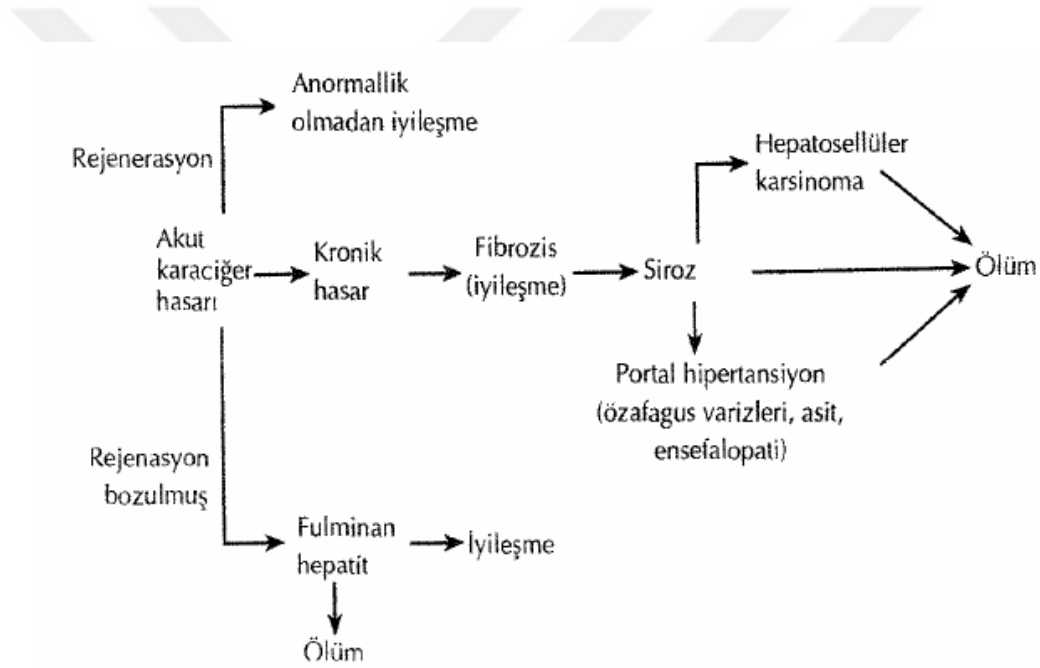 Anormallik
olmadan iyileşme
Rejenerasyon
Hepatosellüler
karsinoma
Akut
karaciğer
hasarı
Kronik
hasar
Fibrozis
(iyileşme)
Siroz
Ölüm
Portal hipertansiyon
(özafagus varizleri, asit,
ensefalopati)
Rejenasyon
bozulmuş
Fulminan
hepatit
İyileşme
Ölüm